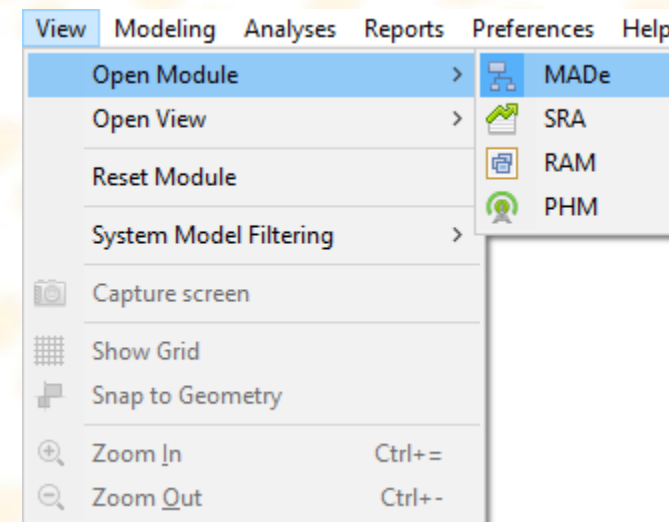 View Modeling Analyses Reports Preferences Help
Open Module > MADe
Open View > SRA
Reset Module RAM
System Model Filtering > PHM
Capture screen
Show Grid
Snap to Geometry
Zoom In Ctrl+=
Zoom Out Ctrl+-